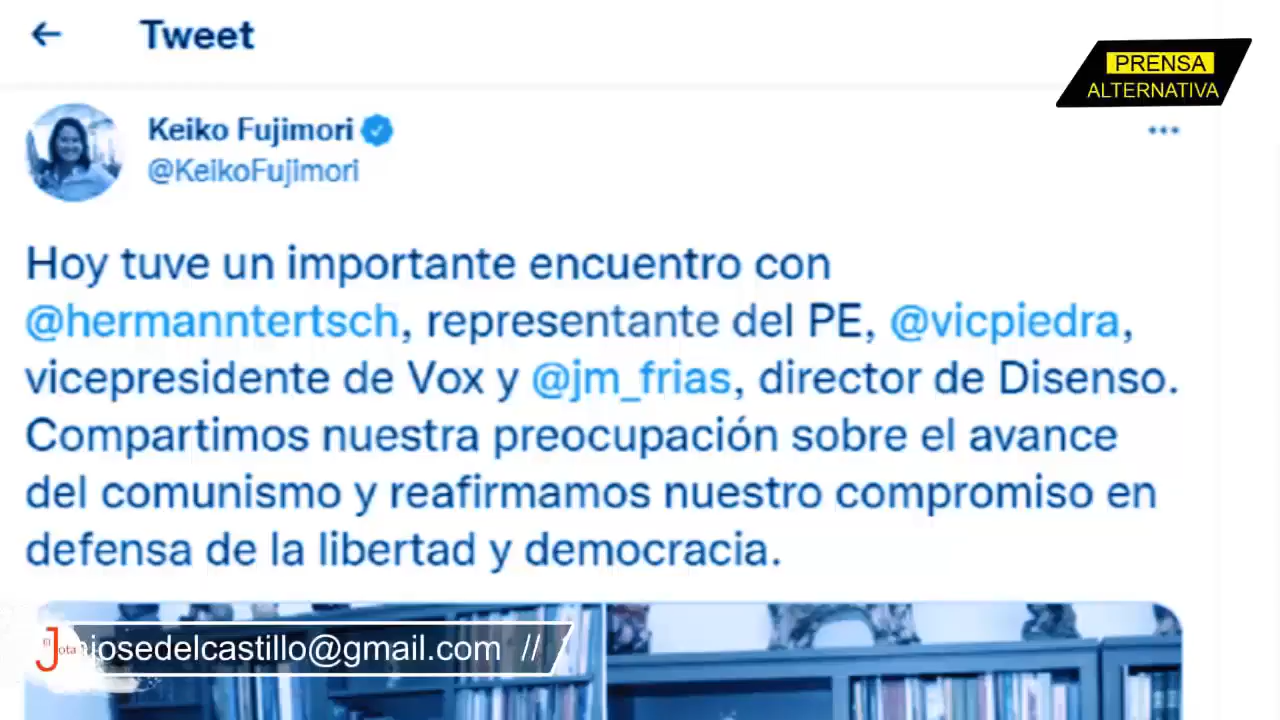 Tweet
PRENSA
ALTERNATIVA
Keiko Fujimori
@KeikoFujimori
Hoy tuve un importante encuentro con
@hermanntertsch, representante del PE, @vicpiedra,
vicepresidente de Vox y @jm_frias, director de Disenso.
Compartimos nuestra preocupación sobre el avance
del comunismo y reafirmamos nuestro compromiso en
defensa de la libertad y democracia.
El Jota
josedelcastillo@gmail.com //